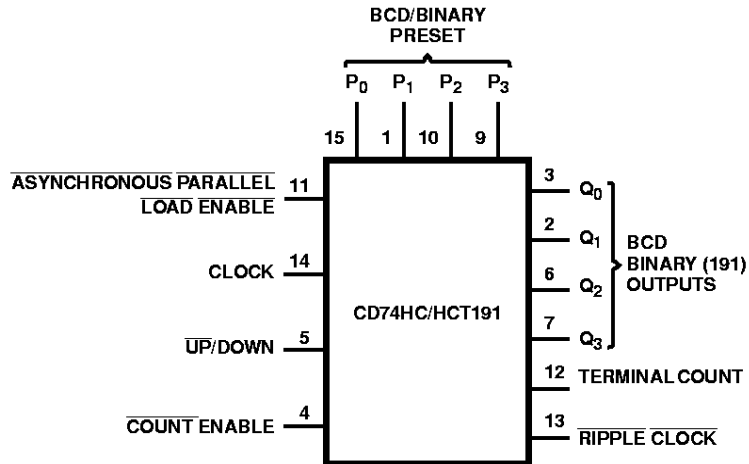 BCD/BINARY
PRESET
P0 P1 P2 P3
15 1 10 9
ASYNCHRONOUS PARALLEL
LOAD ENABLE
11
CLOCK
14
UP/DOWN
5
COUNT ENABLE
4
CD74HC/HCT191
3
Q0
2
Q1
6
Q2
7
Q3
BCD
BINARY (191)
OUTPUTS
12
TERMINAL COUNT
13
RIPPLE CLOCK